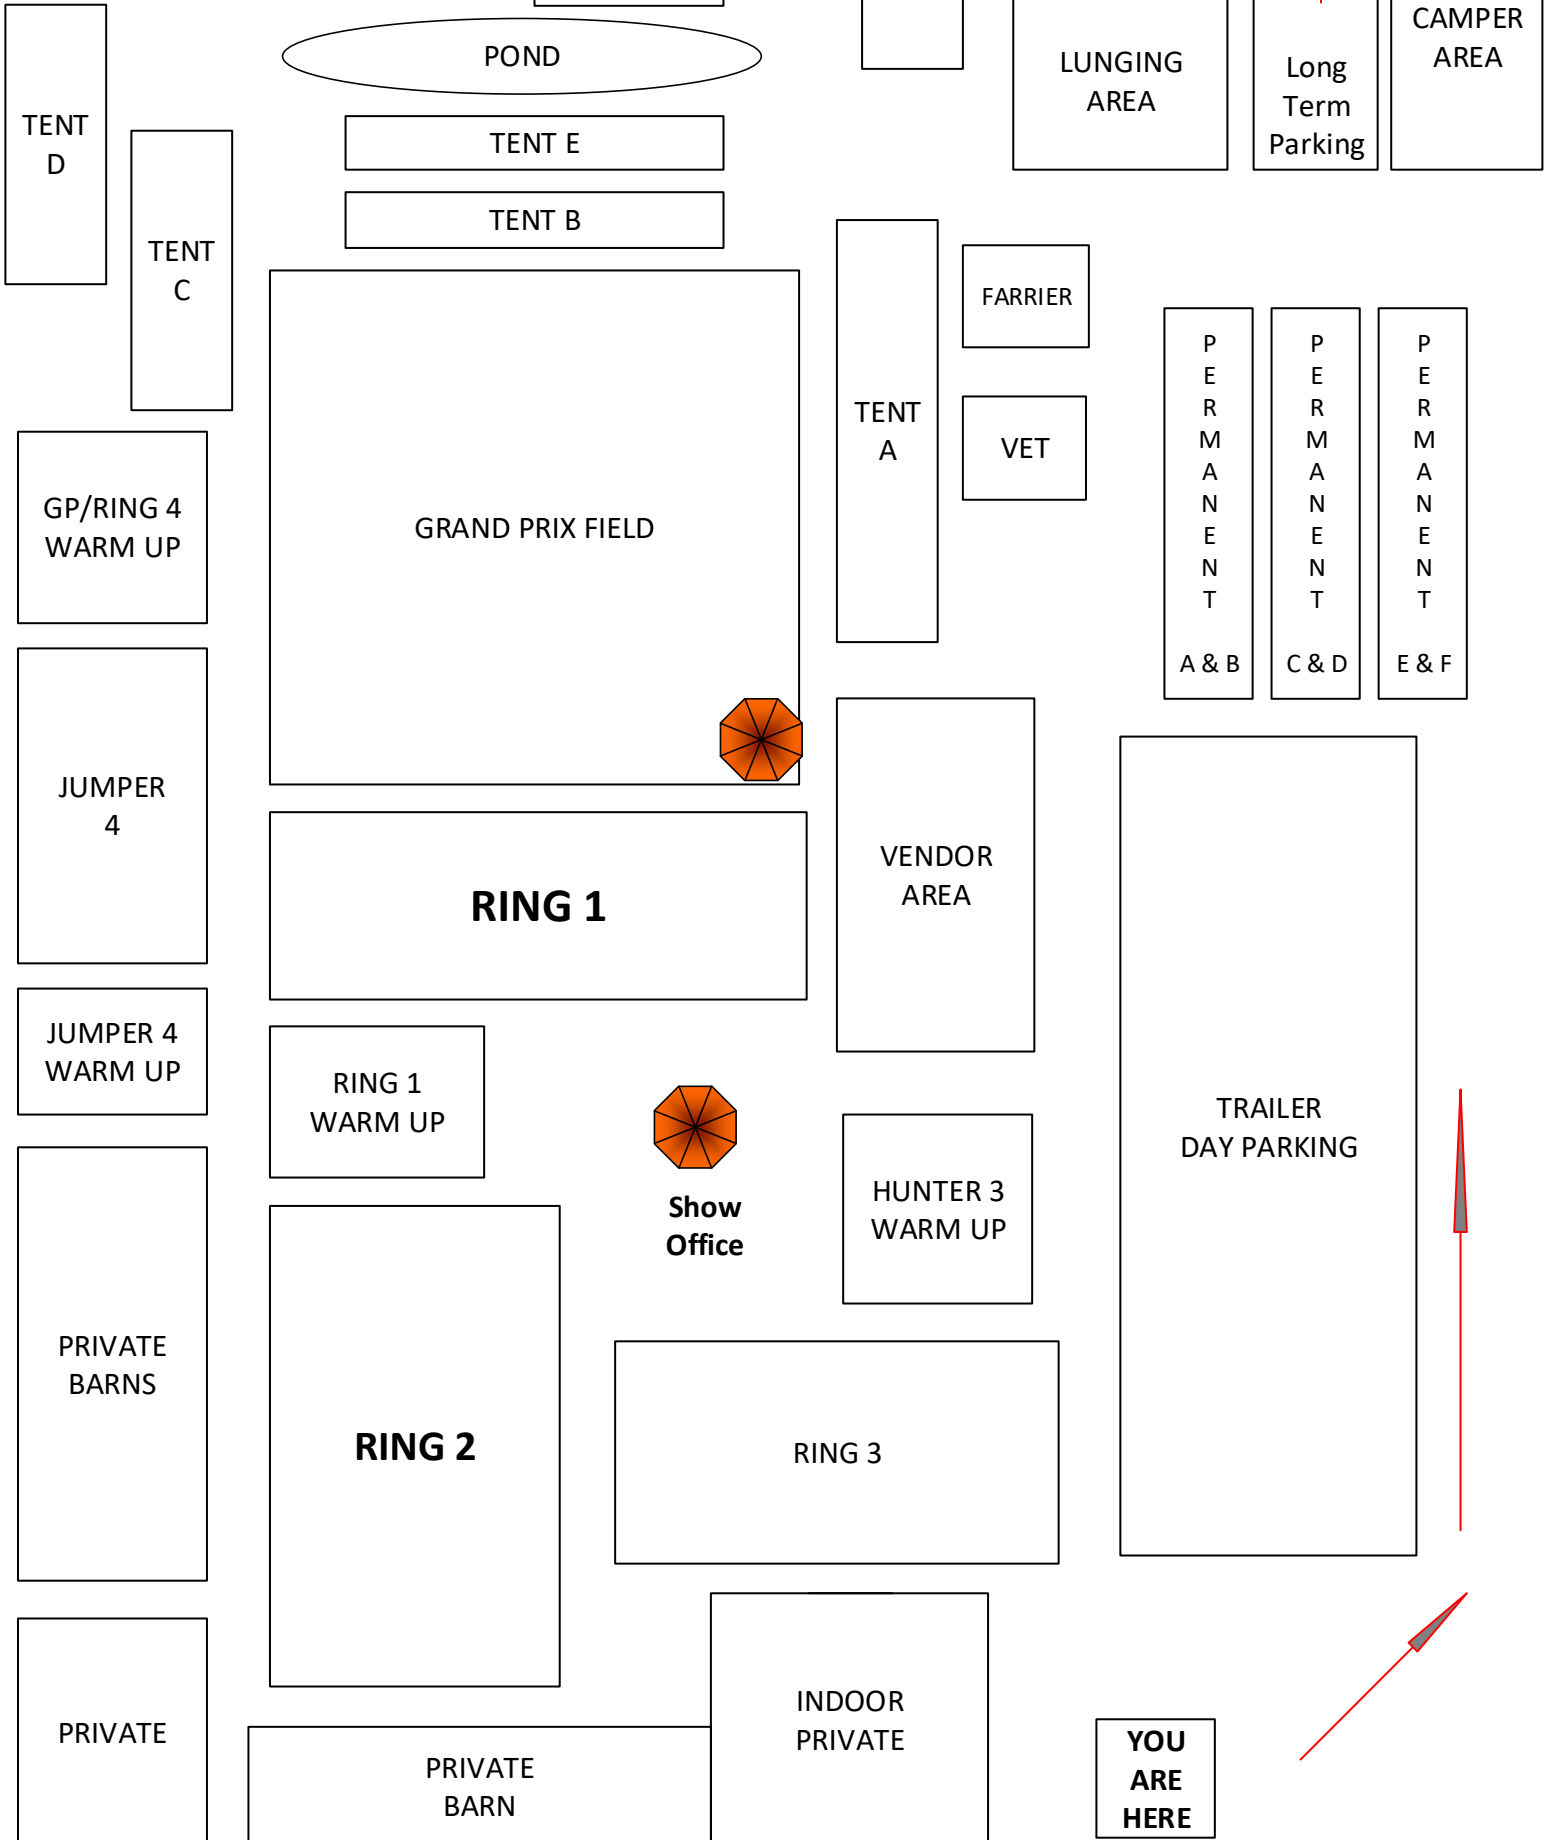 POND
LUNGING
AREA
Long
Term
Parking
CAMPER
AREA
TENT
D
TENT E
TENT B
TENT
C
FARRIER
TENT
A
VET
P
E
R
M
A
N
E
N
T
A & B
P
E
R
M
A
N
E
N
T
C & D
P
E
R
M
A
N
E
N
T
E & F
GP/RING 4
WARM UP
GRAND PRIX FIELD
JUMPER
4
VENDOR
AREA
RING 1
JUMPER 4
WARM UP
RING 1
WARM UP
TRAILER
DAY PARKING
Show
Office
HUNTER 3
WARM UP
PRIVATE
BARNS
RING 2
RING 3
PRIVATE
PRIVATE
BARN
INDOOR
PRIVATE
YOU
ARE
HERE